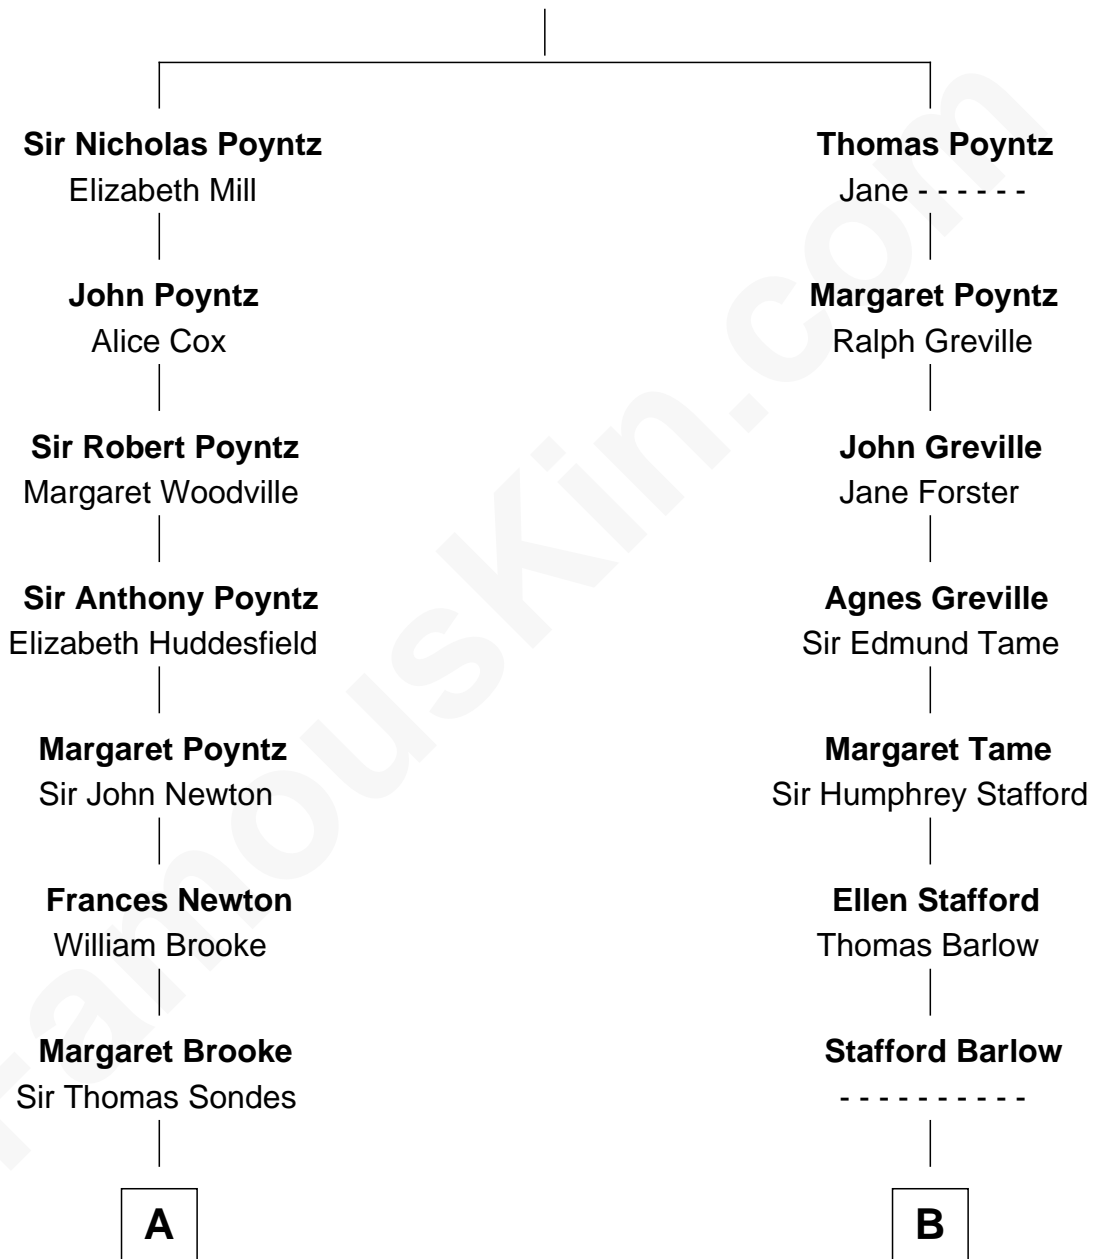 Sir Nicholas Poyntz
Elizabeth Mill
John Poyntz
Alice Cox
Sir Robert Poyntz
Margaret Woodville
Sir Anthony Poyntz
Elizabeth Huddesfield
Margaret Poyntz
Sir John Newton
Frances Newton
William Brooke
Margaret Brooke
Sir Thomas Sondes
A
Thomas Poyntz
Jane - - - - - -
Margaret Poyntz
Ralph Greville
John Greville
Jane Forster
Agnes Greville
Sir Edmund Tame
Margaret Tame
Sir Humphrey Stafford
Ellen Stafford
Thomas Barlow
Stafford Barlow
- - - - - - - - - -
B
FamousKin.com